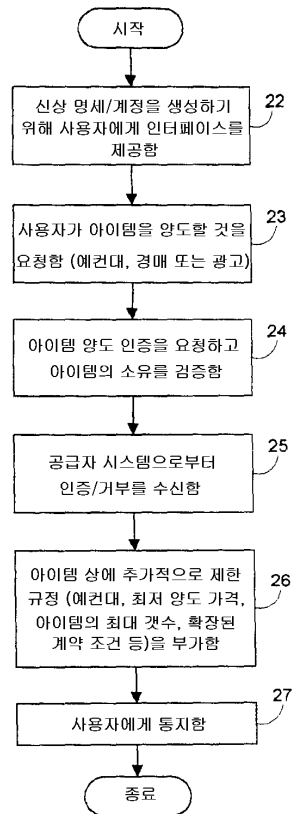 시작
신상 명세/계정을 생성하기
위해 사용자에게 인터페이스를
제공함
22
사용자가 아이템을 양도할 것을
요청함 (예컨대, 경매 또는 광고)
23
아이템 양도 인증을 요청하고
아이템의 소유를 검증함
24
공급자 시스템으로부터
인증/거부를 수신함
25
아이템 상에 추가적으로 제한
규정 (예컨대, 최저 양도 가격,
아이템의 최대 갯수, 확장된
계약 조건 등)을 부가함
26
사용자에게 통지함
27
종료